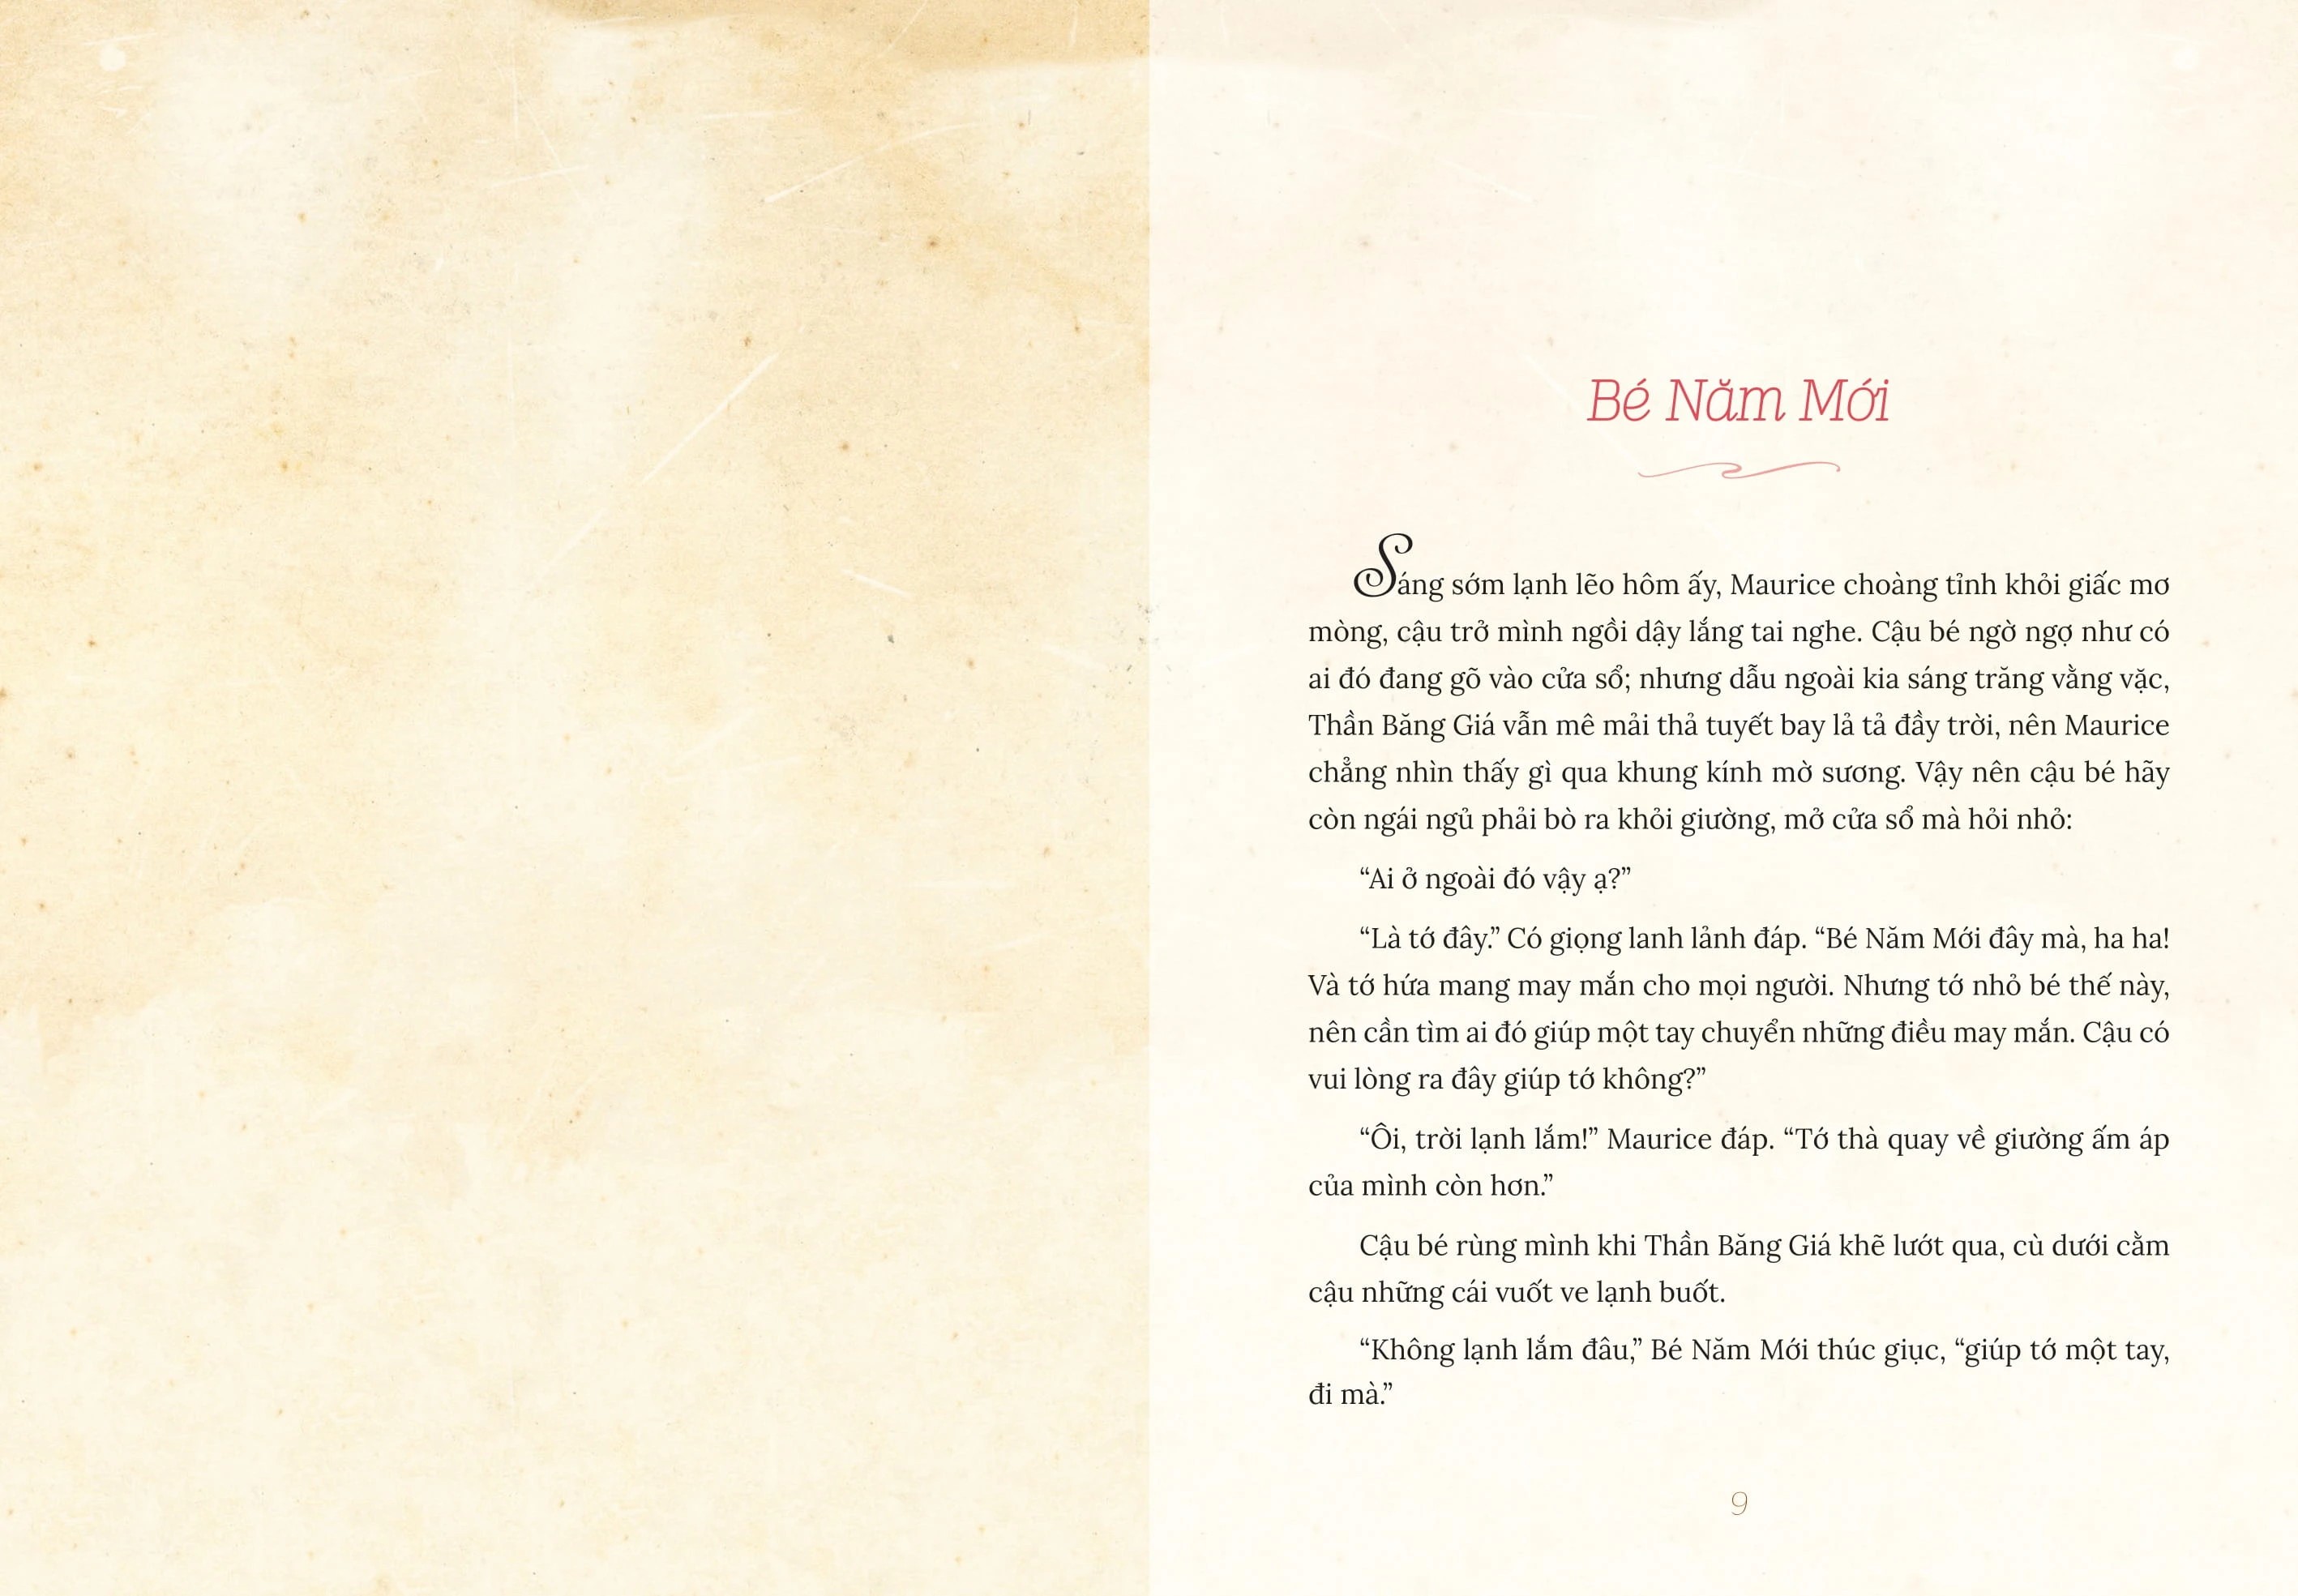 Bé Năm Mới
Sáng sớm lạnh lẽo hôm ấy, Maurice choàng tỉnh khỏi giấc mơ
mòng, cậu trở mình ngồi dậy lắng tai nghe. Cậu bé ngờ ngợ như có
ai đó đang gõ vào cửa sổ; nhưng dẫu ngoài kia sáng trăng vằng vặc,
Thần Băng Giá vẫn mê mải thả tuyết bay lả tả đầy trời, nên Maurice
chẳng nhìn thấy gì qua khung kính mờ sương. Vậy nên cậu bé hãy
còn ngái ngủ phải bò ra khỏi giường, mở cửa sổ mà hỏi nhỏ:
“Ai ở ngoài đó vậy ạ?”
“Là tớ đây.” Có giọng lanh lảnh đáp. “Bé Năm Mới đây mà, ha ha!
Và tớ hứa mang may mắn cho mọi người. Nhưng tớ nhỏ bé thế này,
nên cần tìm ai đó giúp một tay chuyển những điều may mắn. Cậu có
vui lòng ra đây giúp tớ không?”
“Ôi, trời lạnh lắm!” Maurice đáp. “Tớ thà quay về giường ấm áp
của mình còn hơn.”
Cậu bé rùng mình khi Thần Băng Giá khẽ lướt qua, cù dưới cằm
cậu những cái vuốt ve lạnh buốt.
“Không lạnh lắm đâu,” Bé Năm Mới thúc giục, “giúp tớ một tay,
đi mà.”
9